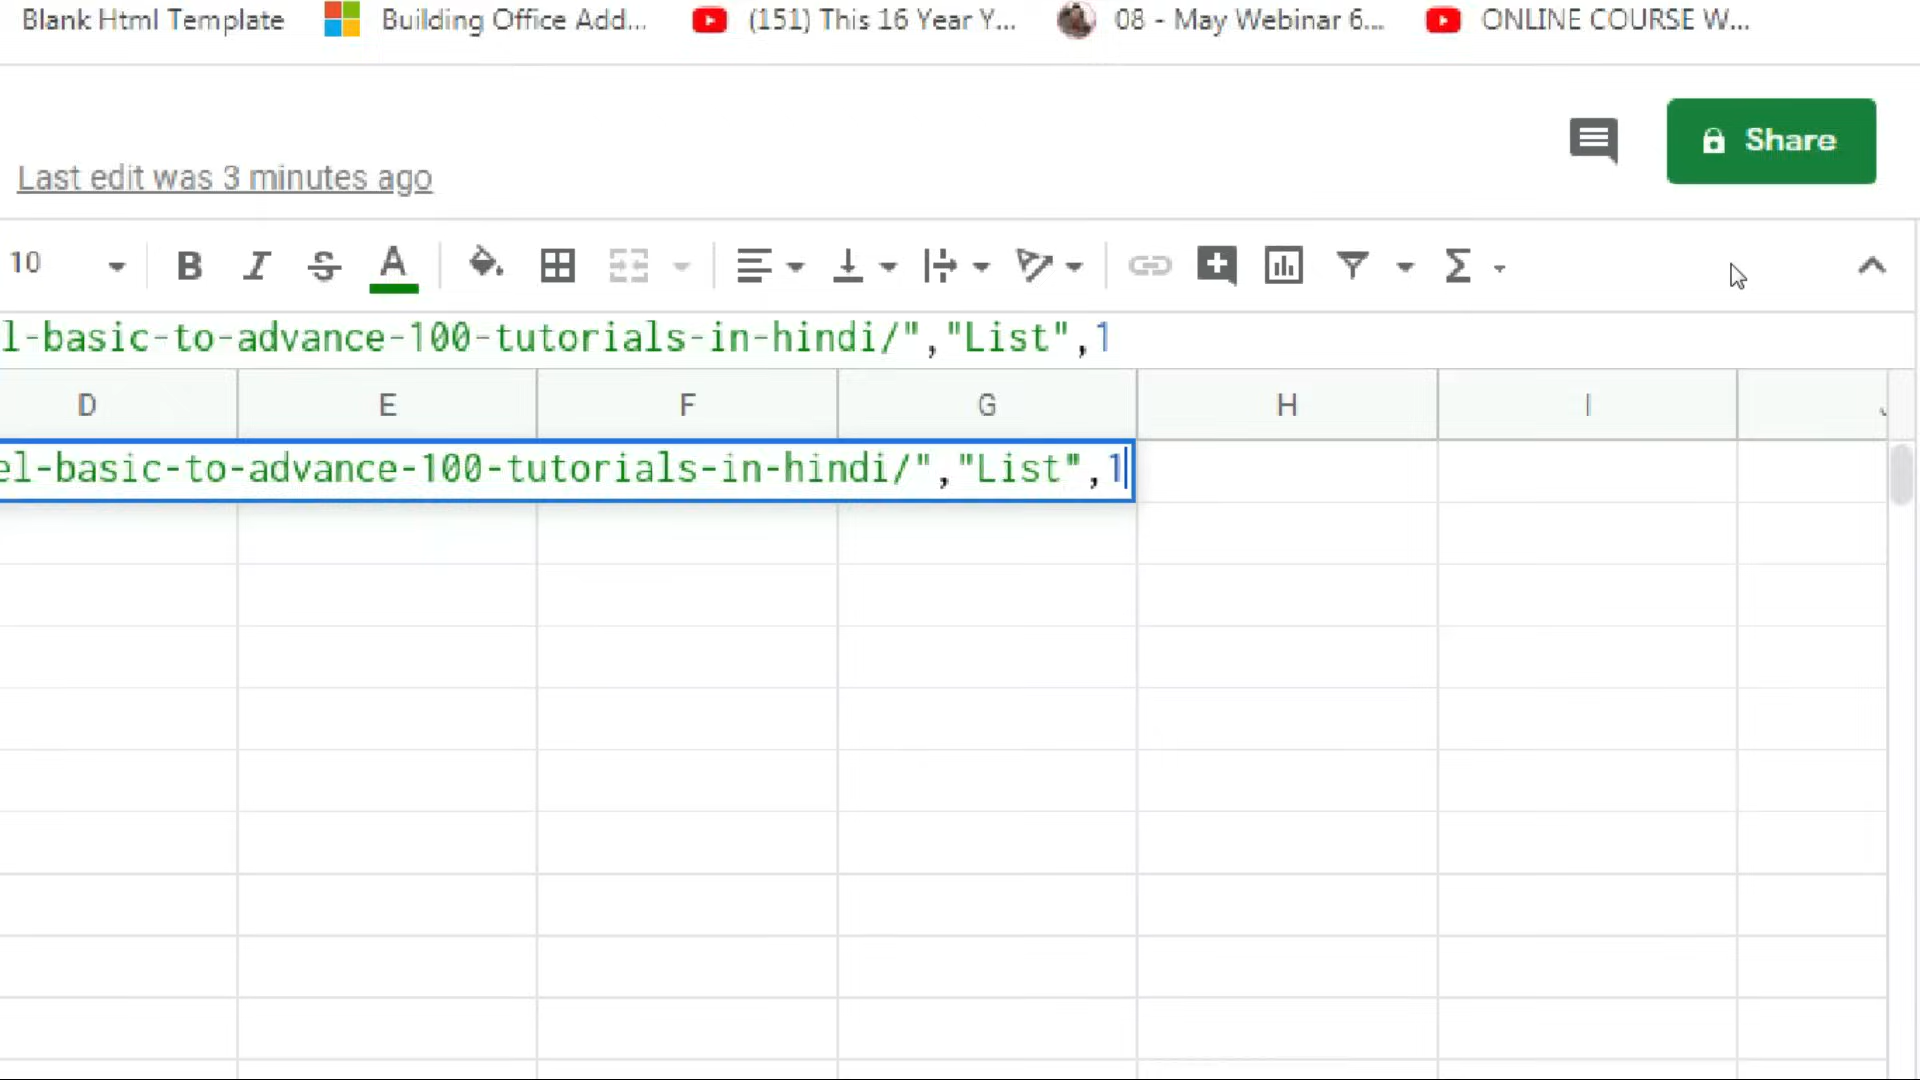 Blank Html Template Building Office Add... (151) This 16 Year Y... 08 - May Webinar 6... ONLINE COURSE W...
Share
Last edit was 3 minutes ago
10 B I S A Σ
l-basic-to-advance-100-tutorials-in-hindi/","List",1
D E F G H I
el-basic-to-advance-100-tutorials-in-hindi/","List",1